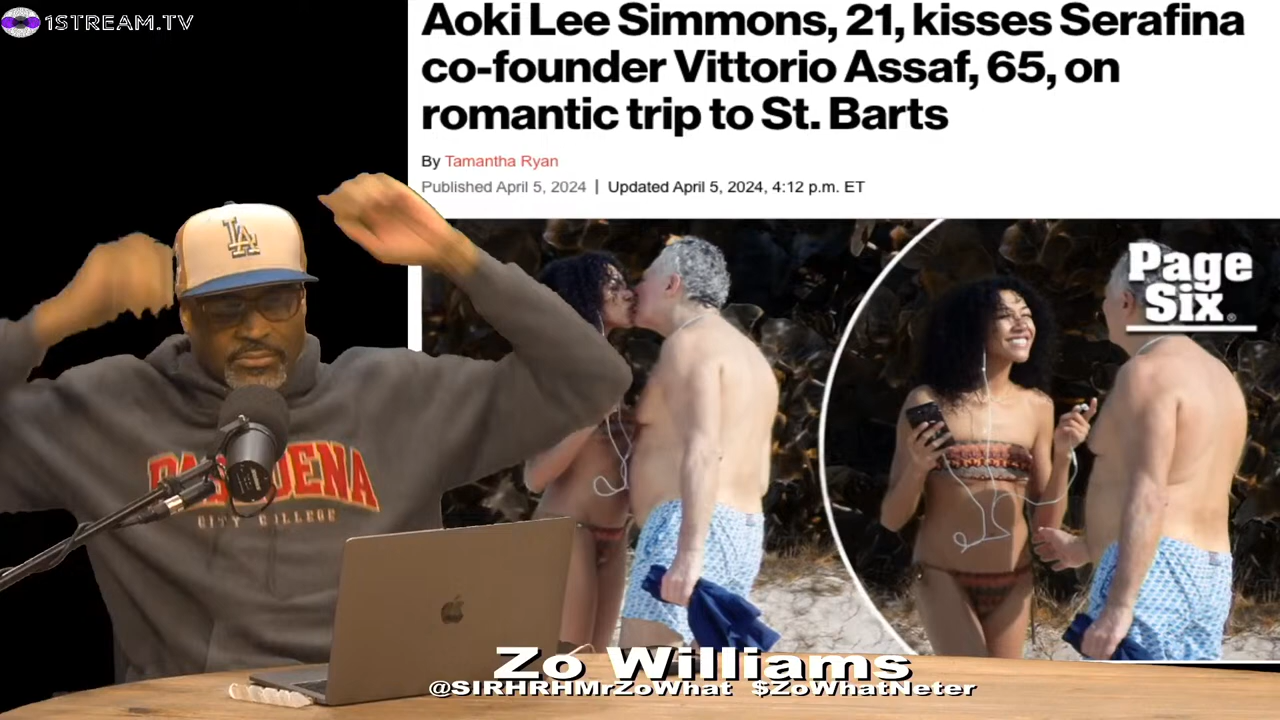 1STREAM.TV
Aoki Lee Simmons, 21, kisses Serafina
co-founder Vittorio Assaf, 65, on
romantic trip to St. Barts
By Tamantha Ryan
Published April 5, 2024 | Updated April 5, 2024, 4:12 p.m. ET
Page
Six®
LA
PASADENA
CITY COLLEGE
Zo Williams
@SIRHRHMrZoWhat $ZoWhatNeter